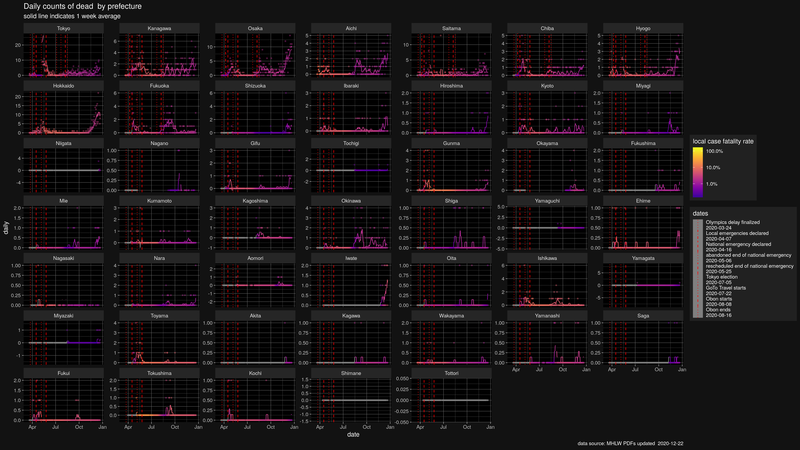 Daily counts of dead by prefecture
solid line indicates 1 week average
Tokyo Kanagawa Osaka Aichi Saitama Chiba Hyogo
Hokkaido Fukuoka Shizuoka Ibaraki Hiroshima Kyoto Miyagi
Niigata Nagano Gifu Tochigi Gunma Okayama Fukushima
Mie Kumamoto Kagoshima Okinawa Shiga Yamaguchi Ehime
Nagasaki Nara Aomori Iwate Oita Ishikawa Yamagata
Miyazaki Toyama Akita Kagawa Wakayama Yamanashi Saga
Fukui Tokushima Kochi Shimane Tottori
daily
Apr Jul Oct Jan
date
local case fatality rate
100.0%
10.0%
1.0%
dates
Olympics delay finalized
2020-03-24
Local emergencies declared
2020-04-07
National emergency declared
2020-04-16
abandoned end of national emergency
2020-05-06
rescheduled end of national emergency
2020-05-25
Tokyo election
2020-07-05
GoTo Travel starts
2020-07-22
Obon starts
2020-08-08
Obon ends
2020-08-16
data source: MHLW PDFs updated 2020-12-22